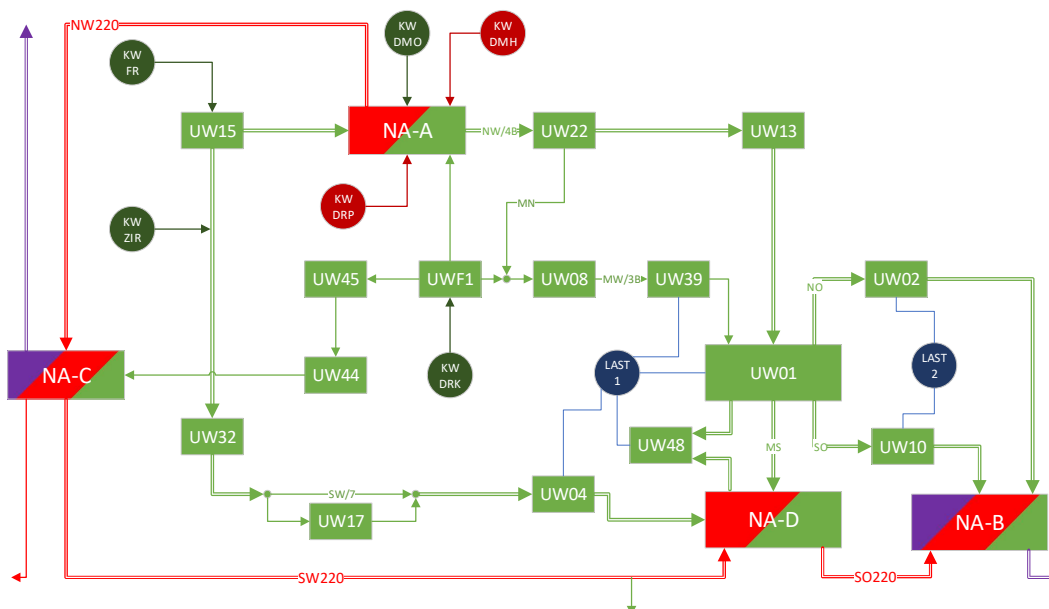 NW220
KW
FR
KW
DMO
KW
DMH
UW15
NA-A
NW/4B
UW22
UW13
KW
DRP
MN
KW
ZIR
UW45
UWF1
UW08
MW/3B
UW39
UW02
NO
NA-C
UW44
KW
DRK
LAST
1
UW01
LAST
2
UW32
UW48
MS
SO
UW10
SW/7
UW04
UW17
NA-D
NA-B
SW220
SO220